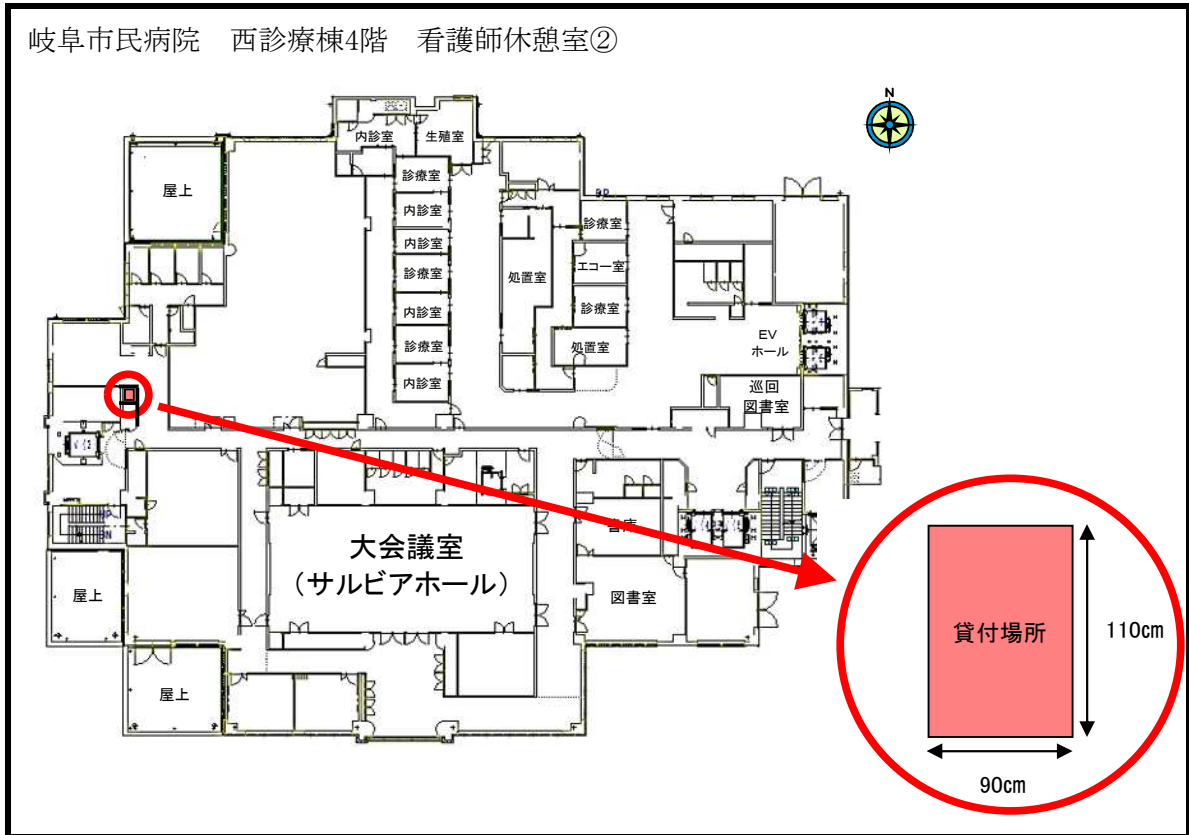 岐阜市民病院　西診療棟4階　看護師休憩室②
N
内診室
生殖室
屋上
診療室
内診室
内診室
診療室
内診室
診療室
内診室
処置室
診療室
エコー室
診療室
処置室
EV
ホール
巡回
図書室
大会議室
（サルビアホール）
書庫
図書室
屋上
屋上
貸付場所
110㎝
90㎝